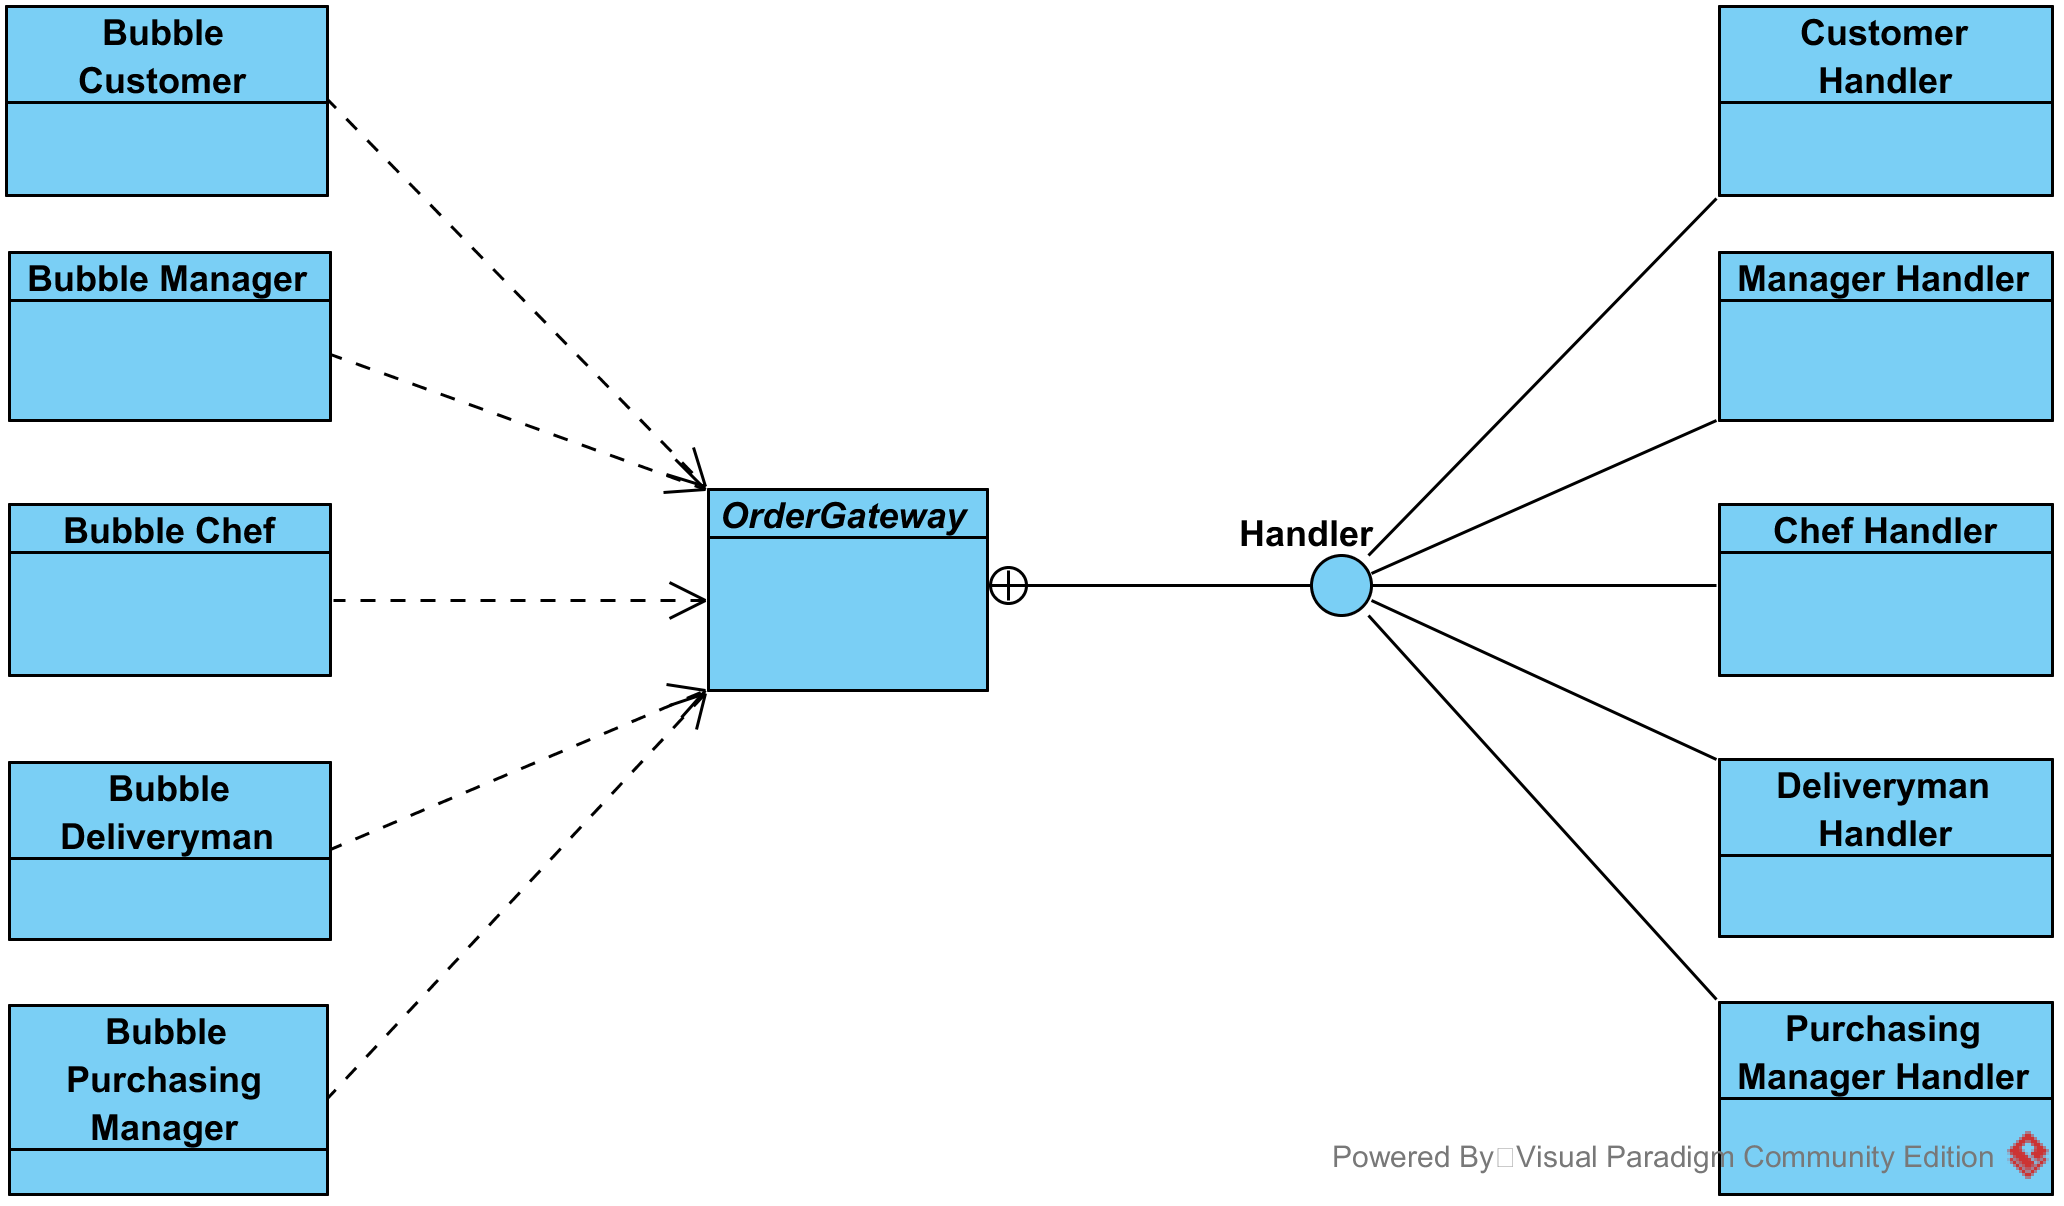 Bubble
Customer
Bubble Manager
Bubble Chef
Bubble
Deliveryman
Bubble
Purchasing
Manager
OrderGateway
Handler
Customer
Handler
Manager Handler
Chef Handler
Deliveryman
Handler
Purchasing
Manager Handler
Powered By Visual Paradigm Community Edition